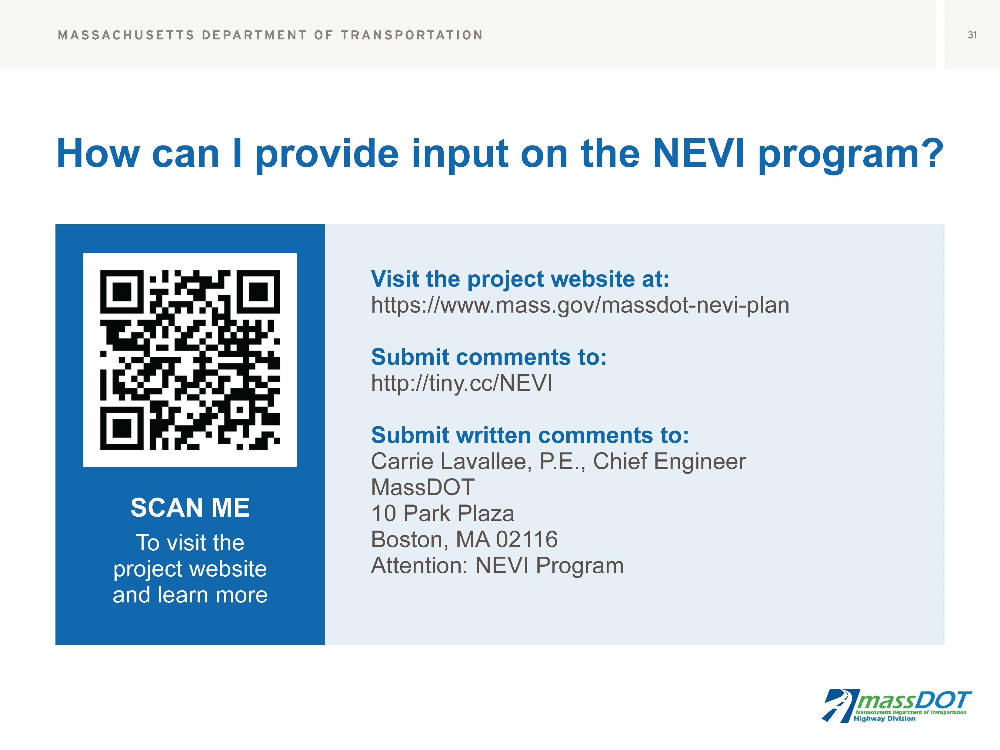 MASSACHUSETTS DEPARTMENT OF TRANSPORTATION
31
How can I provide input on the NEVI program?
SCAN ME
To visit the
project website
and learn more
Visit the project website at:
https://www.mass.gov/massdot-nevi-plan
Submit comments to:
http://tiny.cc/NEVI
Submit written comments to:
Carrie Lavallee, P.E., Chief Engineer
MassDOT
10 Park Plaza
Boston, MA 02116
Attention: NEVI Program
massDOT
Massachusetts Department of Transportation
Highway Division